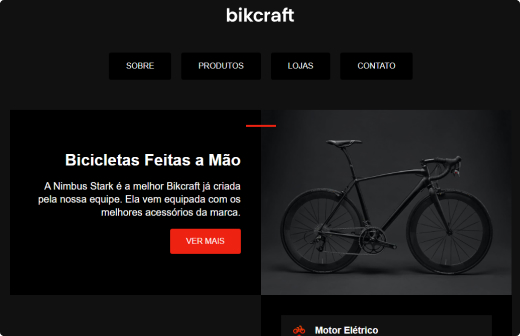 bikcraft
SOBRE
PRODUTOS
LOJAS
CONTATO
Bicicletas Feitas a Mão
A Nimbus Stark é a melhor Bikcraft já criada
pela nossa equipe. Ela vem equipada com os
melhores acessórios da marca.
VER MAIS
Motor Elétrico